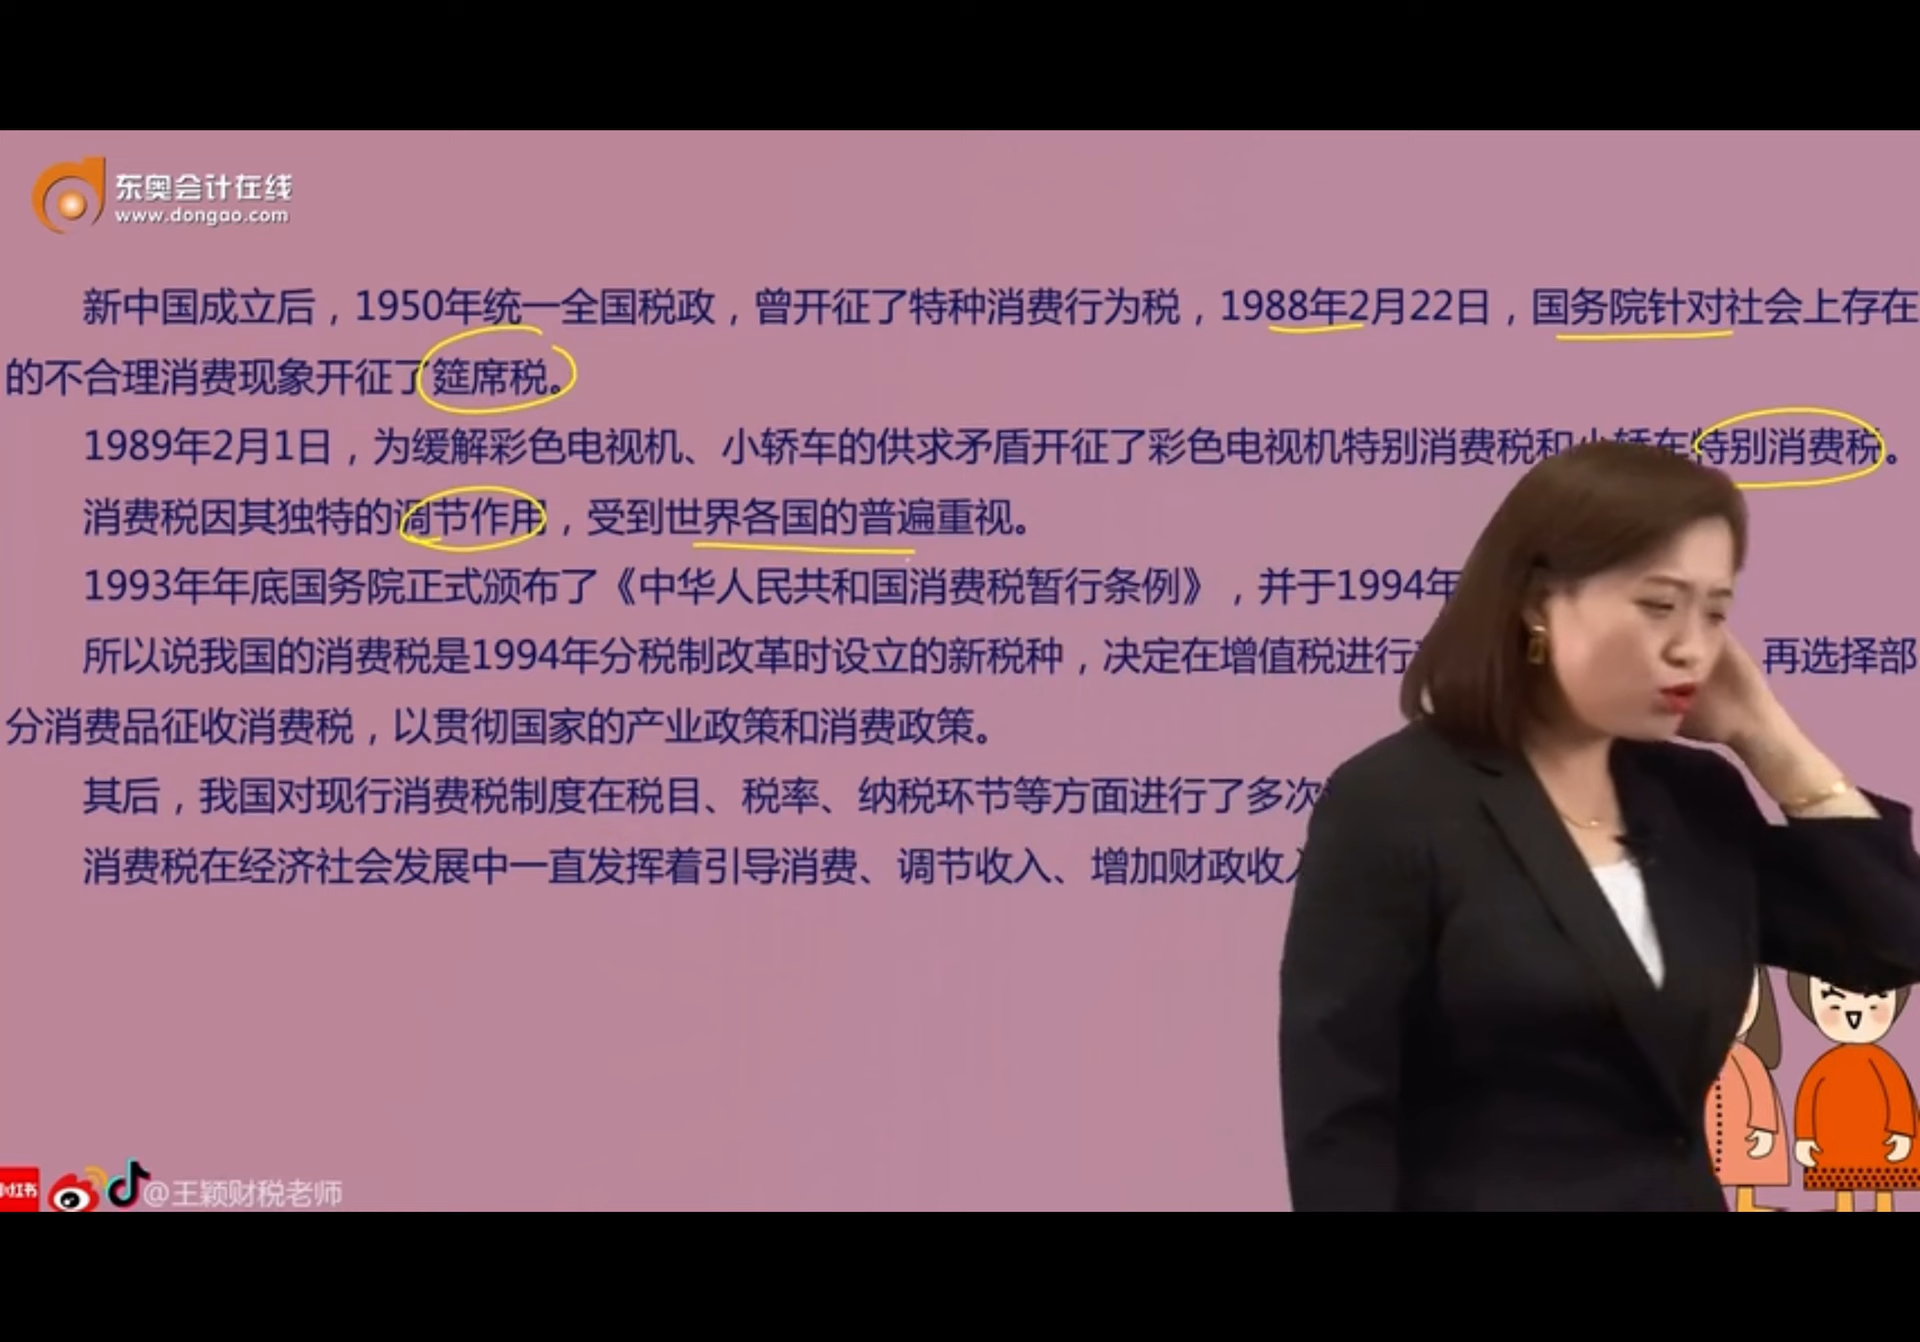 东奥会计在线
www.dongao.com
新中国成立后，1950年统一全国税政，曾开征了特种消费行为税，1988年2月22日，国务院针对社会上存在
的不合理消费现象开征了筵席税。
1989年2月1日，为缓解彩色电视机、小轿车的供求矛盾开征了彩色电视机特别消费税和小轿车特别消费税。
消费税因其独特的调节作用，受到世界各国的普遍重视。
1993年年底国务院正式颁布了《中华人民共和国消费税暂行条例》，并于1994年
所以说我国的消费税是1994年分税制改革时设立的新税种，决定在增值税进行 再选择部
分消费品征收消费税，以贯彻国家的产业政策和消费政策。
其后，我国对现行消费税制度在税目、税率、纳税环节等方面进行了多次
消费税在经济社会发展中一直发挥着引导消费、调节收入、增加财政收入
小红书 @王颖财税老师